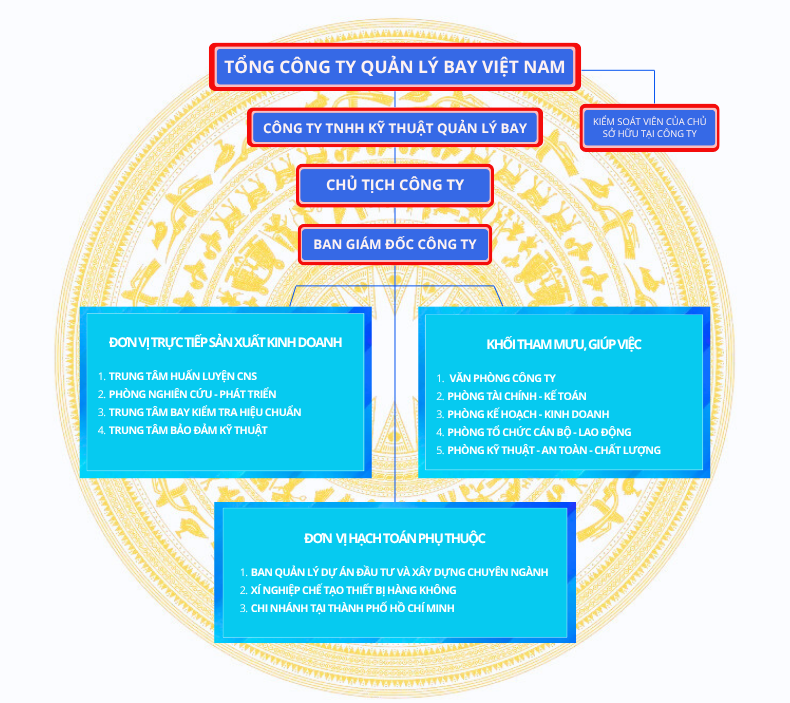 TỔNG CÔNG TY QUẢN LÝ BAY VIỆT NAM
CÔNG TY TNHH KỸ THUẬT QUẢN LÝ BAY
KIỂM SOÁT VIÊN CỦA CHỦ
SỞ HỮU TẠI CÔNG TY
CHỦ TỊCH CÔNG TY
BAN GIÁM ĐỐC CÔNG TY
ĐƠN VỊ TRỰC TIẾP SẢN XUẤT KINH DOANH
1. TRUNG TÂM HUẤN LUYỆN CNS
2. PHÒNG NGHIÊN CỨU - PHÁT TRIỂN
3. TRUNG TÂM BAY KIỂM TRA HIỆU CHUẨN
4. TRUNG TÂM BẢO ĐẢM KỸ THUẬT
KHỐI THAM MƯU, GIÚP VIỆC
1. VĂN PHÒNG CÔNG TY
2. PHÒNG TÀI CHÍNH - KẾ TOÁN
3. PHÒNG KẾ HOẠCH - KINH DOANH
4. PHÒNG TỔ CHỨC CÁN BỘ - LAO ĐỘNG
5. PHÒNG KỸ THUẬT - AN TOÀN - CHẤT LƯỢNG
ĐƠN VỊ HẠCH TOÁN PHỤ THUỘC
1. BAN QUẢN LÝ DỰ ÁN ĐẦU TƯ VÀ XÂY DỰNG CHUYÊN NGÀNH
2. XÍ NGHIỆP CHẾ TẠO THIẾT BỊ HÀNG KHÔNG
3. CHI NHÁNH TẠI THÀNH PHỐ HỒ CHÍ MINH